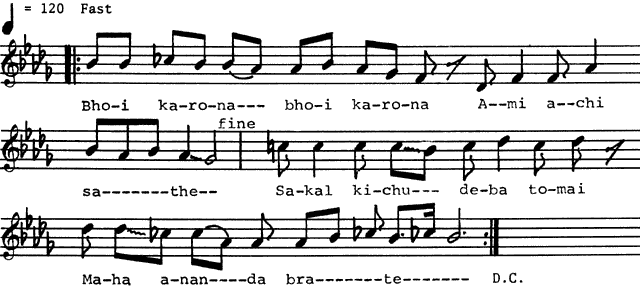 = 120 Fast
Bho-i ka-ro-na--- bho-i ka-ro-na A--mi a--chi
fine
sa-------the-- Sa-kal ki-chu--- de-ba to-mai
Ma-ha a-nan----da bra-------te------- D.C.